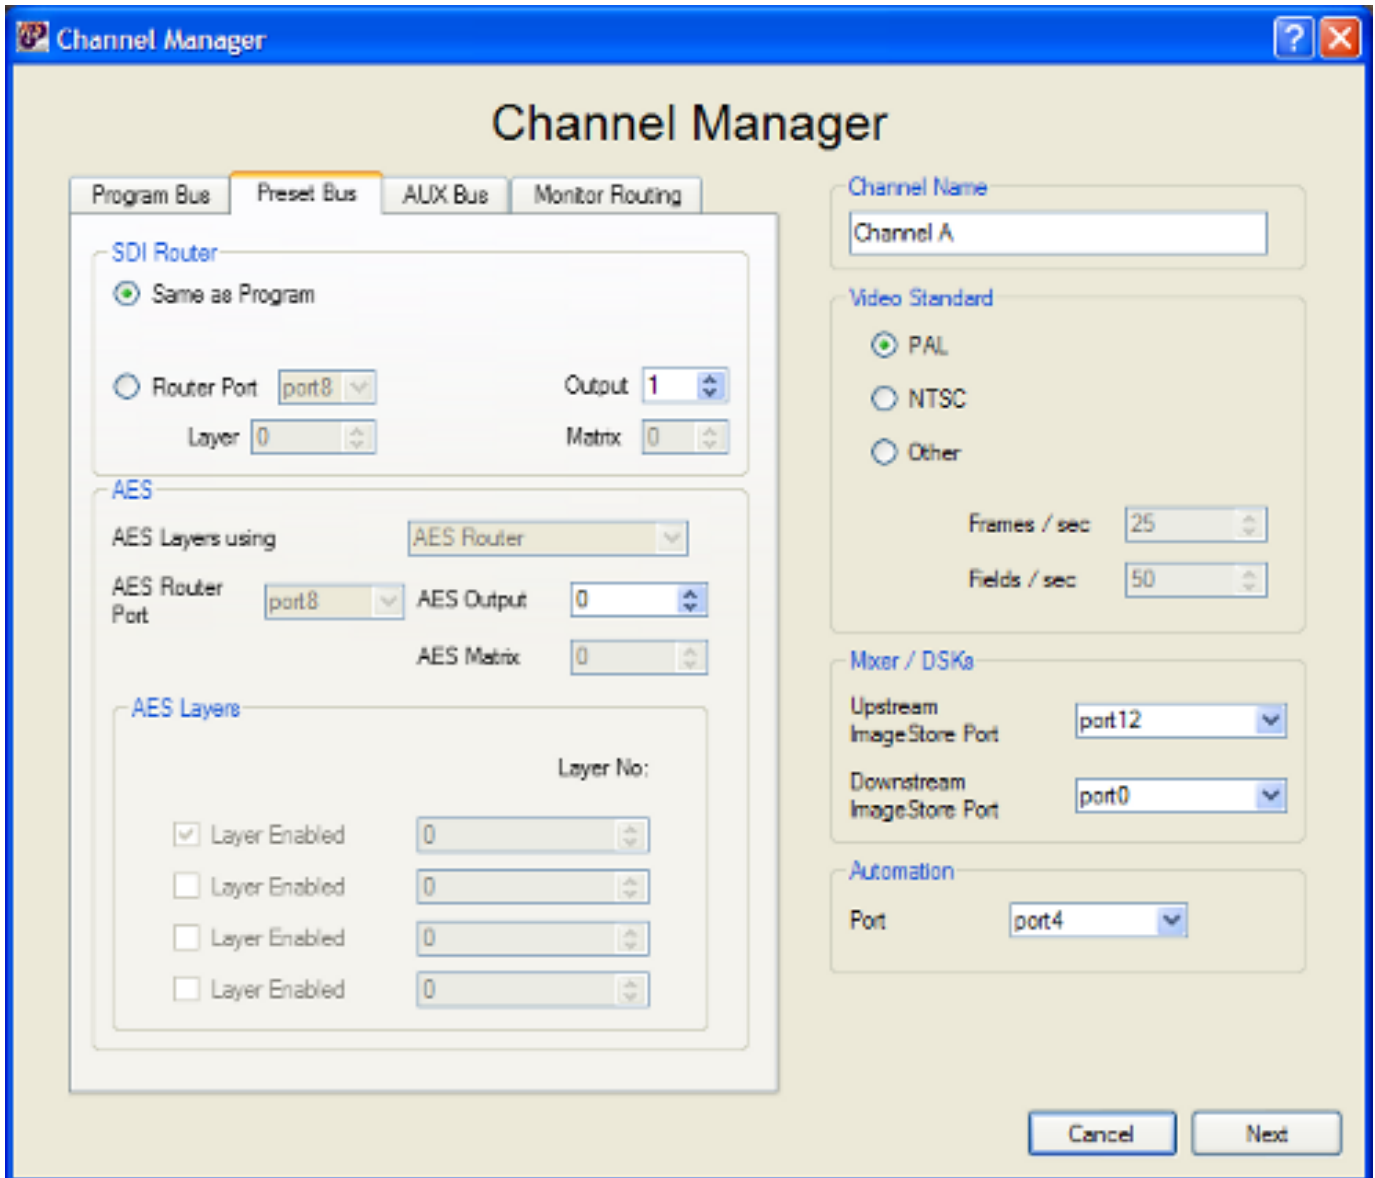 Channel Manager
Channel Manager
Program Bus
Preset Bus
AUX Bus
Monitor Routing
SDI Router
Same as Program
Router Port port8 Output 1
Layer 0 Matrix 0
AES
AES Layers using AES Router
AES Router
Port
port8
AES Output 0
AES Matrix 0
AES Layers
Layer No:
Layer Enabled 0
Layer Enabled 0
Layer Enabled 0
Layer Enabled 0
Channel Name
Channel A
Video Standard
PAL
NTSC
Other
Frames / sec 25
Fields / sec 50
Mixer / DSKs
Upstream
ImageStore Port
port12
Downstream
ImageStore Port
port0
Automation
Port port4
Cancel
Next